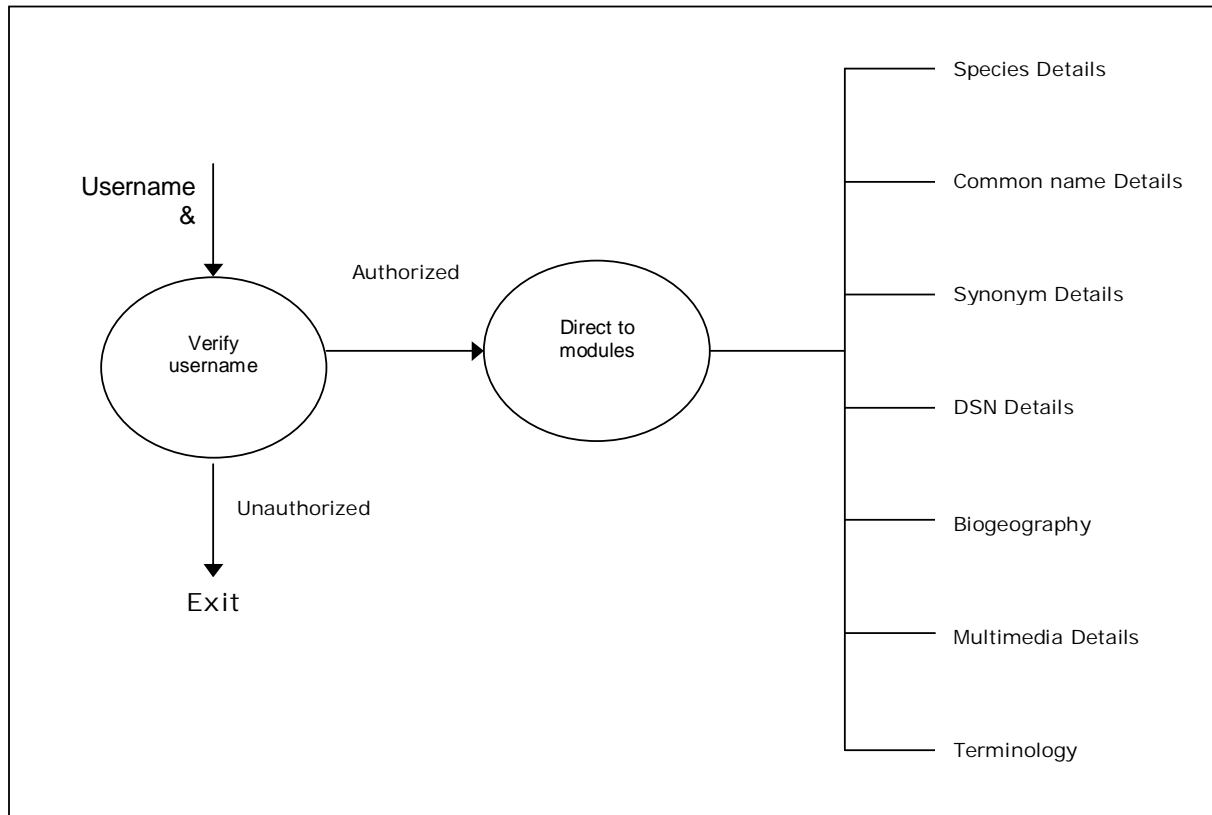 Username
&
Verify
username
Authorized
Unauthorized
Exit
Direct to
modules
Species Details
Common name Details
Synonym Details
DSN Details
Biogeography
Multimedia Details
Terminology